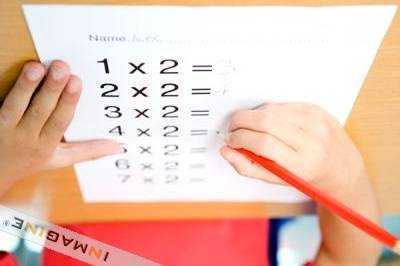 Name
1 x 2 =
2 x 2 =
3 x 2 =
4 x 2 =
5 x 2
6 x 2 =
7 x 2 =
INMAGINE®